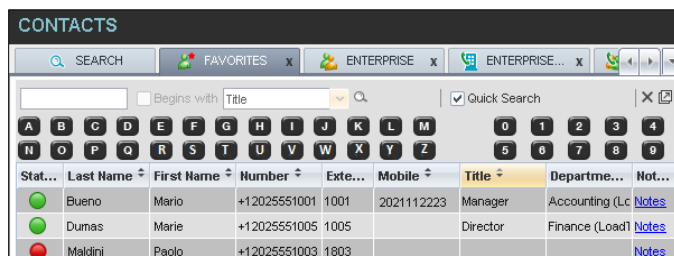 CONTACTS
SEARCH FAVORITES x ENTERPRISE x ENTERPRISE... x
Begins with Title Quick Search
A B C D E F G H I J K L M 0 1 2 3 4
N O P Q R S T U V W X Y Z 5 6 7 8 9
Stat... Last Name First Name Number Exte... Mobile Title Departme... Not...
Bueno Mario +12025551001 1001 2021112223 Manager Accounting (Lc Notes
Dumas Marie +12025551005 1005 Director Finance (LoadT Notes
Maldini Paolo +12025551003 1803 Notes